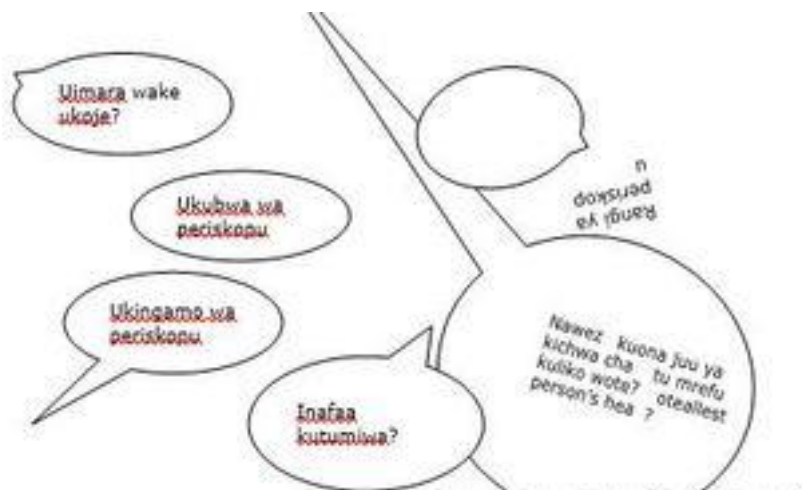 Uimara wake
ukoje?
Ukubwa wa
periskopu
Rangi ya
periskop
u
Ukingamo wa
periskopu
Nawez kuona juu ya
kichwa cha tu mrefu
kuliko wote? oteallest
person's hea ?
Inafaa
kutumiwa?